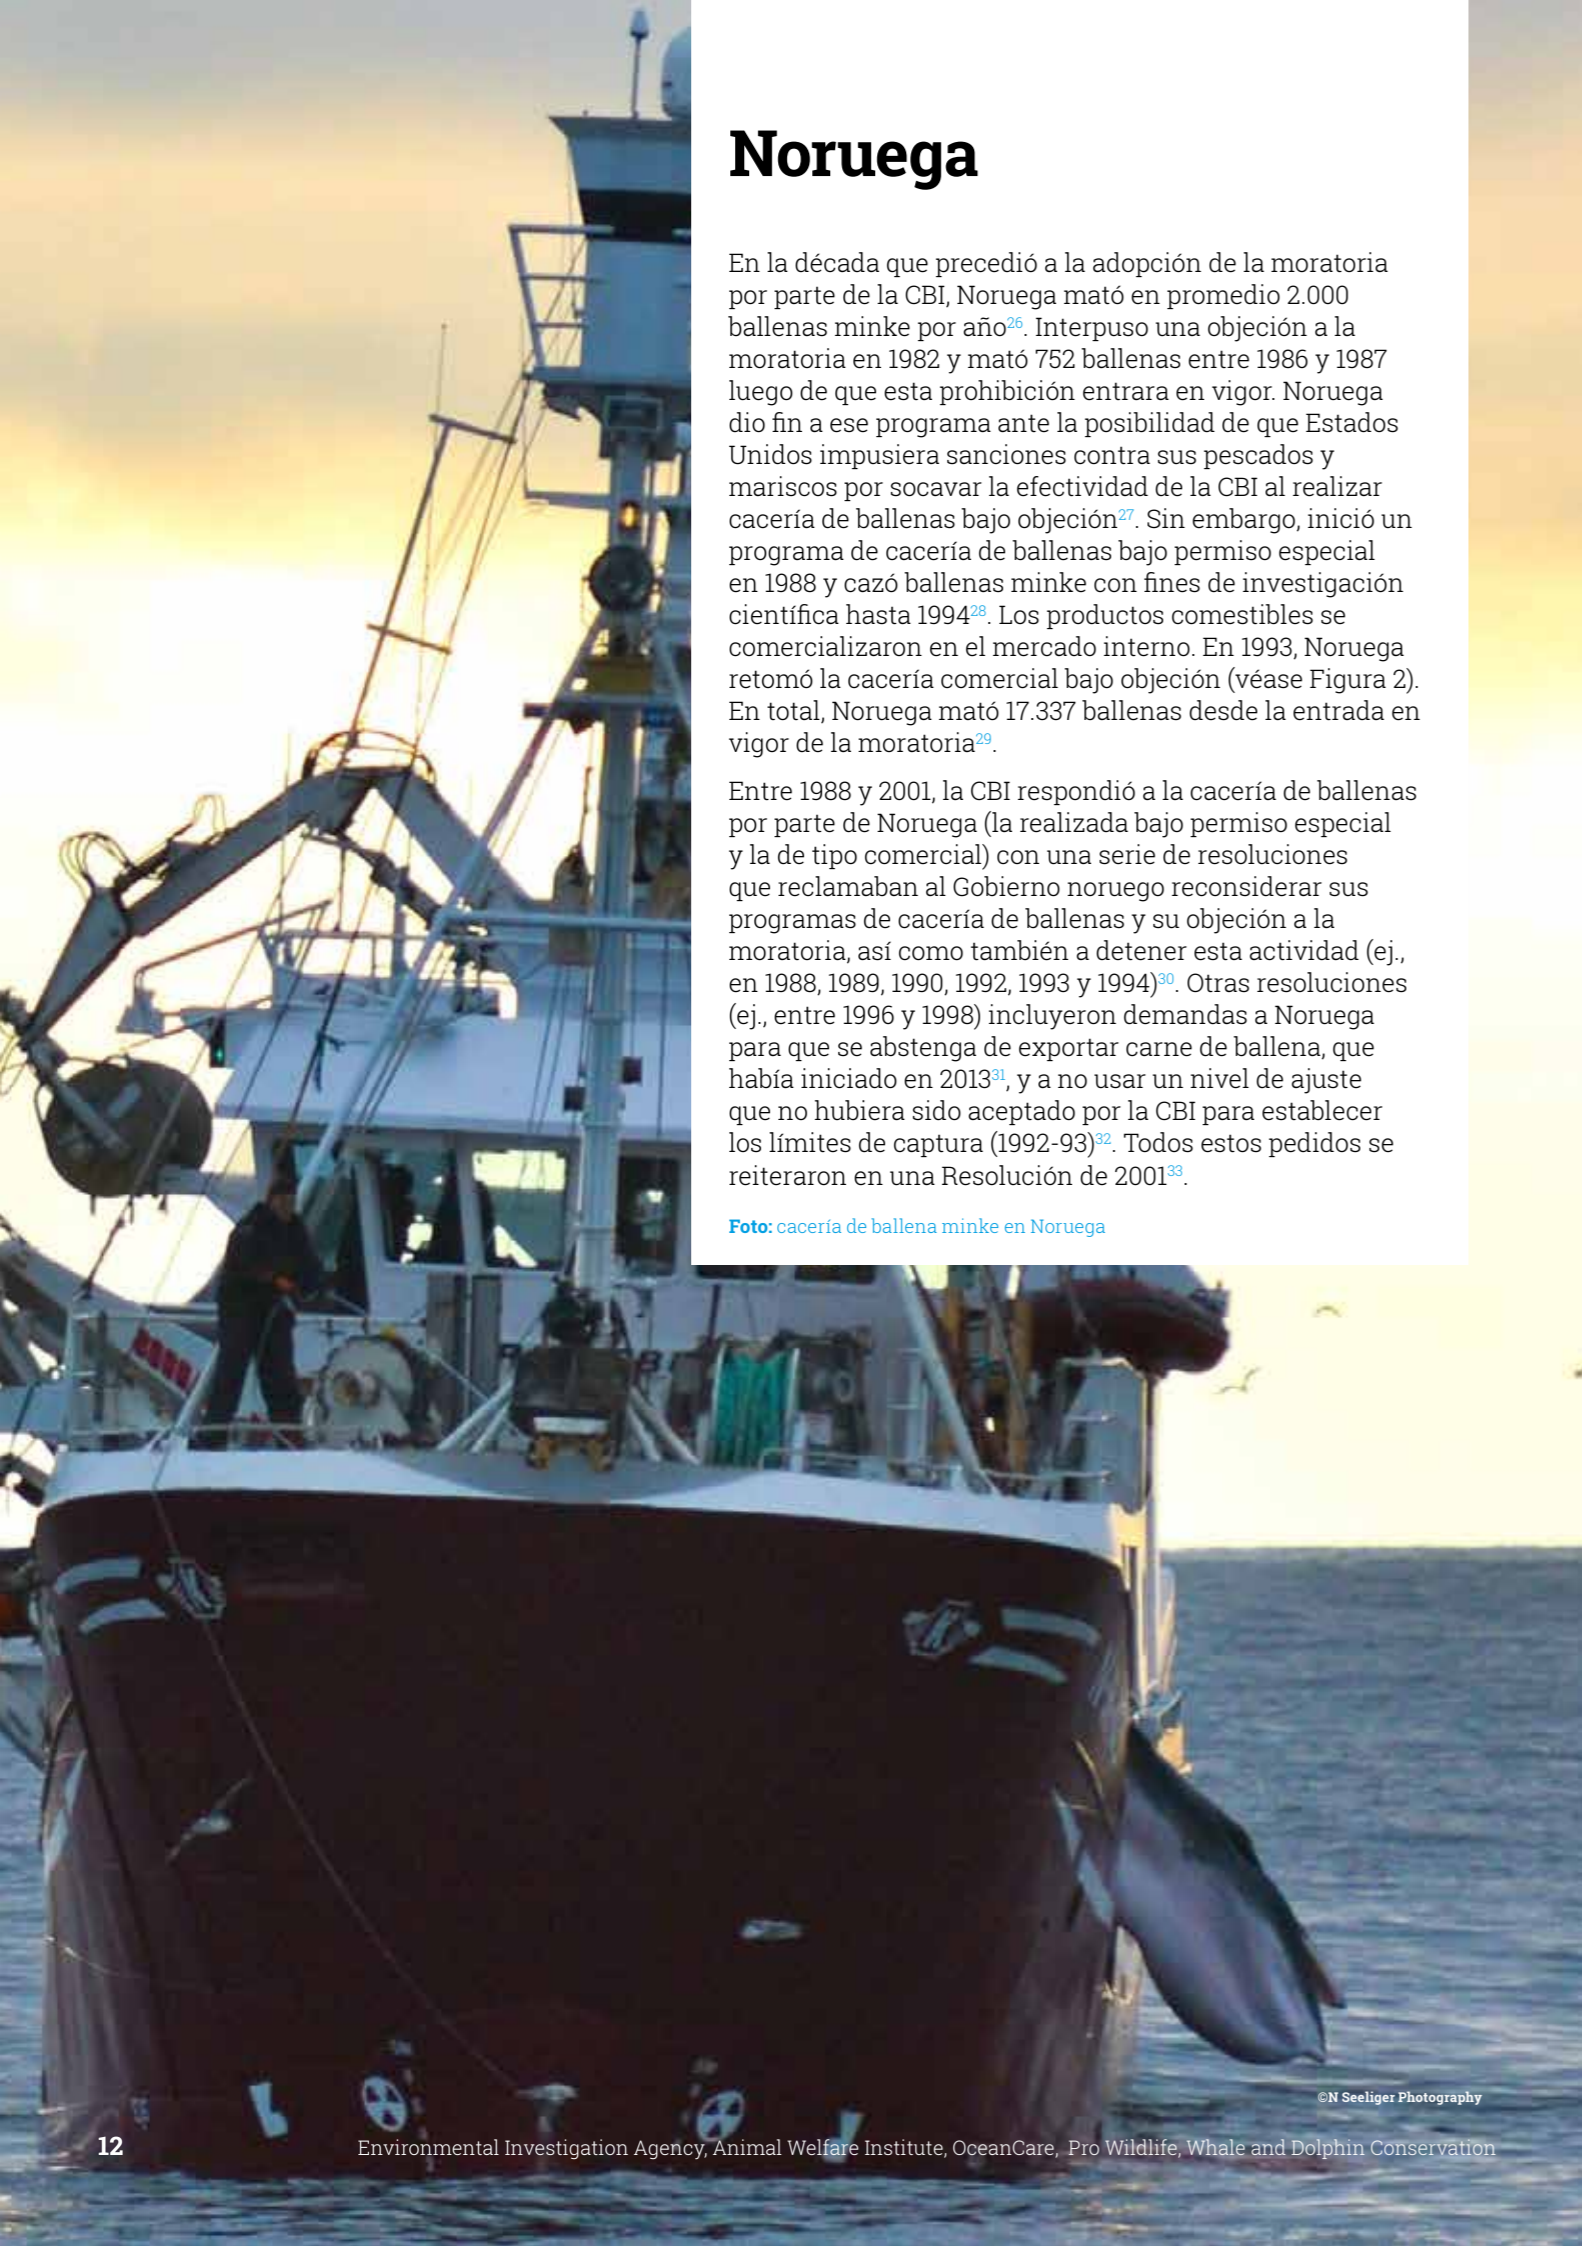 Noruega
En la década que precedió a la adopción de la moratoria
por parte de la CBI, Noruega mató en promedio 2.000
ballenas minke por año26. Interpuso una objeción a la
moratoria en 1982 y mató 752 ballenas entre 1986 y 1987
luego de que esta prohibición entrara en vigor. Noruega
dio fin a ese programa ante la posibilidad de que Estados
Unidos impusiera sanciones contra sus pescados y
mariscos por socavar la efectividad de la CBI al realizar
cacería de ballenas bajo objeción27. Sin embargo, inició un
programa de cacería de ballenas bajo permiso especial
en 1988 y cazó ballenas minke con fines de investigación
científica hasta 199428. Los productos comestibles se
comercializaron en el mercado interno. En 1993, Noruega
retomó la cacería comercial bajo objeción (véase Figura 2).
En total, Noruega mató 17.337 ballenas desde la entrada en
vigor de la moratoria29.
Entre 1988 y 2001, la CBI respondió a la cacería de ballenas
por parte de Noruega (la realizada bajo permiso especial
y la de tipo comercial) con una serie de resoluciones
que reclamaban al Gobierno noruego reconsiderar sus
programas de cacería de ballenas y su objeción a la
moratoria, así como también a detener esta actividad (ej.,
en 1988, 1989, 1990, 1992, 1993 y 1994)30. Otras resoluciones
(ej., entre 1996 y 1998) incluyeron demandas a Noruega
para que se abstenga de exportar carne de ballena, que
había iniciado en 201331, y a no usar un nivel de ajuste
que no hubiera sido aceptado por la CBI para establecer
los límites de captura (1992-93)32. Todos estos pedidos se
reiteraron en una Resolución de 200133.
Foto: cacería de ballena minke en Noruega
©N Seeliger Photography
12
Environmental Investigation Agency, Animal Welfare Institute, OceanCare, Pro Wildlife, Whale and Dolphin Conservation